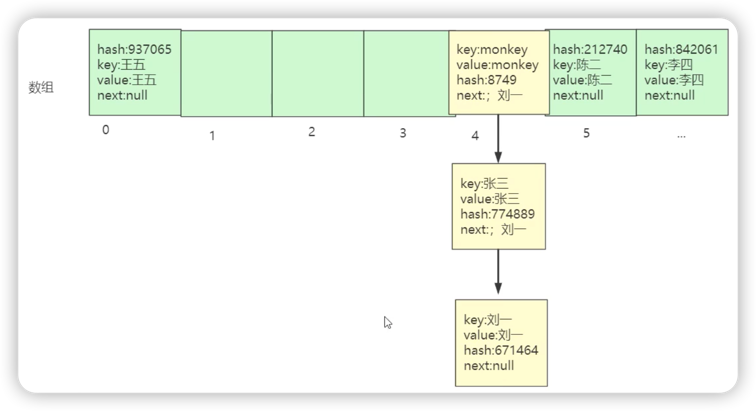 数组
hash:937065
key:王五
value:王五
next:null
key:monkey
value:monkey
hash:8749
next:；刘一
hash:212740
key:陈二
value:陈二
next:null
hash:842061
key:李四
value:李四
next:null
0
1
2
3
4
5
...
key:张三
value:张三
hash:774889
next:；刘一
key:刘一
value:刘一
hash:671464
next:null